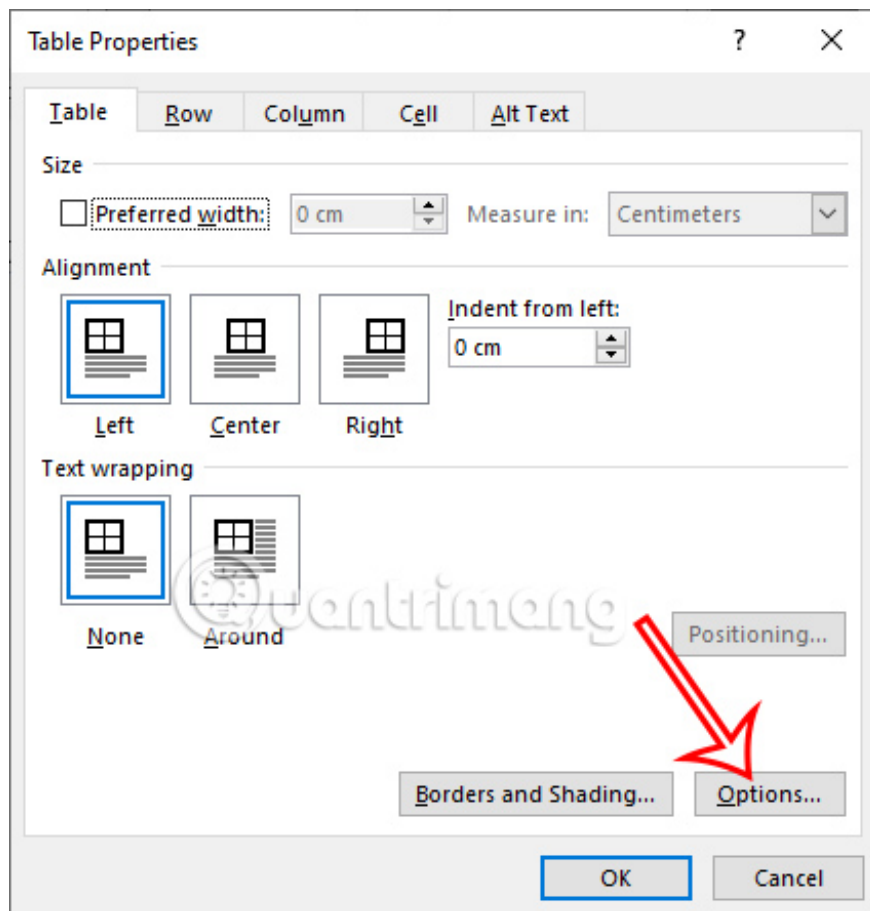 Table Properties ? ✕
Table Row Column Cell Alt Text
Size
Preferred width: 0 cm Measure in: Centimeters
Alignment
Indent from left:
0 cm
Left Center Right
Text wrapping
Quantrimang
None Around
Positioning...
Borders and Shading... Options...
OK Cancel